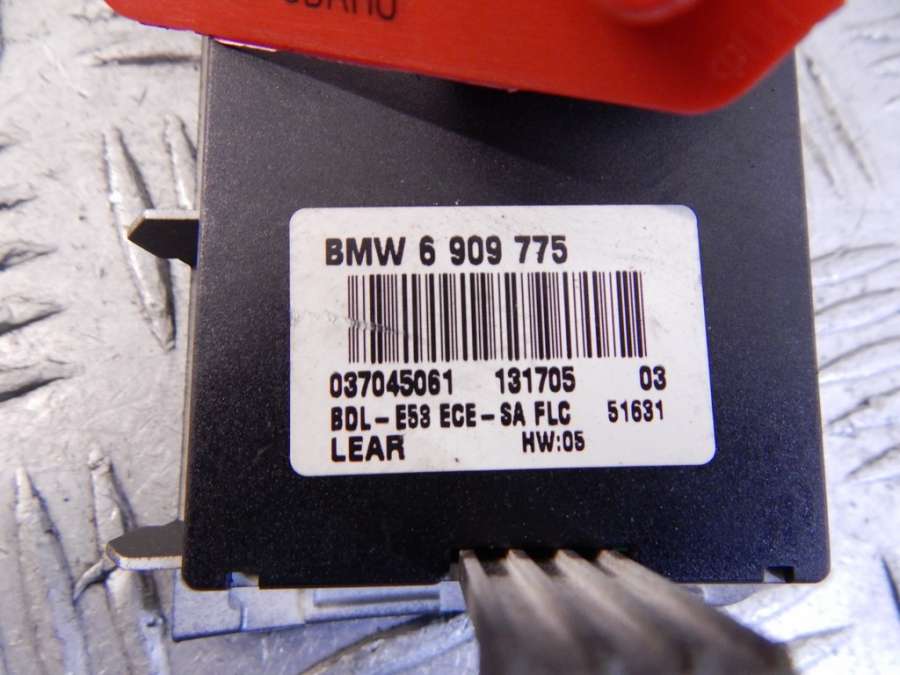 BMW 6 909 775
037045061 131705 03
BDL-E53 ECE-SA FLC 51631
LEAR HW:05